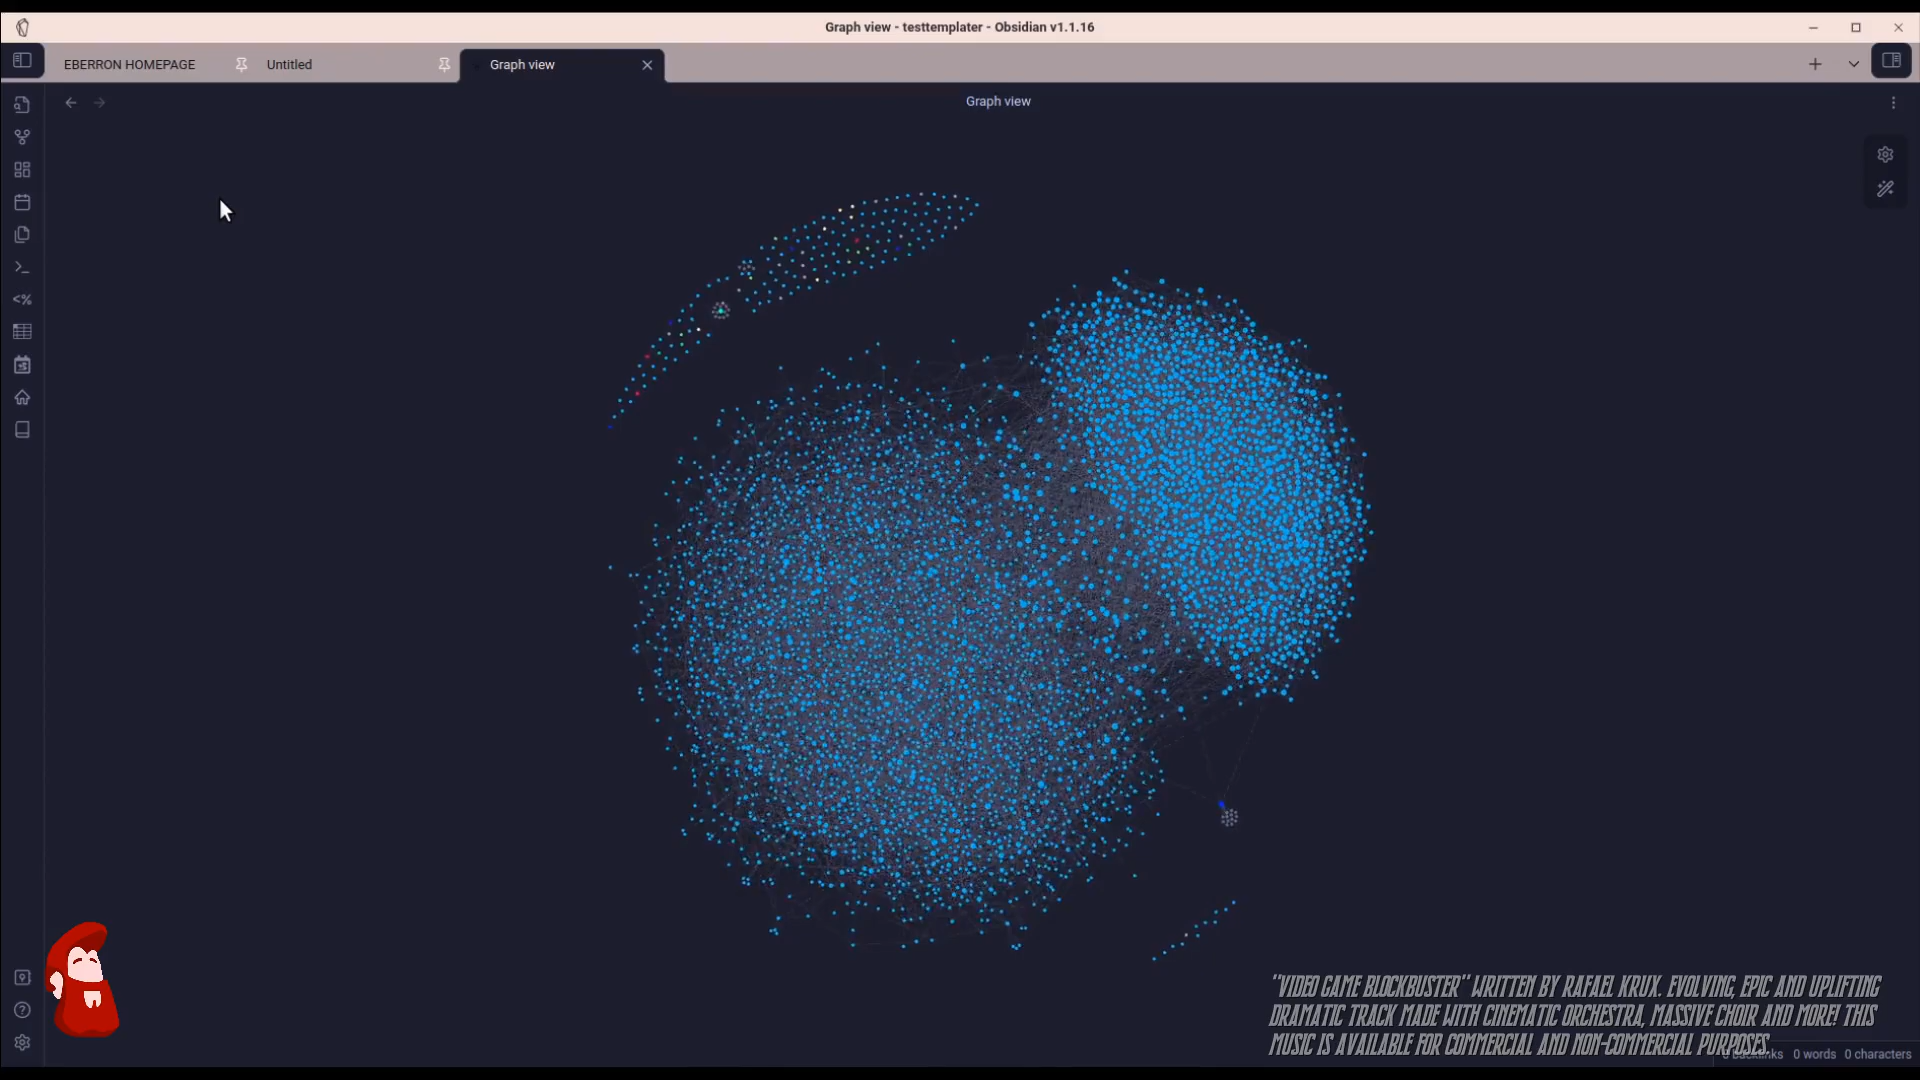 Graph view - testtemplater - Obsidian v1.1.16
EBERRON HOMEPAGE
Untitled
Graph view
Graph view
"VIDEO GAME BLOCKBUSTER" WRITTEN BY RAFAEL KRUX. EVOLVING, EPIC AND UPLIFTING
DRAMATIC TRACK MADE WITH CINEMATIC ORCHESTRA, MASSIVE CHOIR AND MORE! THIS
MUSIC IS AVAILABLE FOR COMMERCIAL AND NON-COMMERCIAL PURPOSES.
0 backlinks 0 words 0 characters